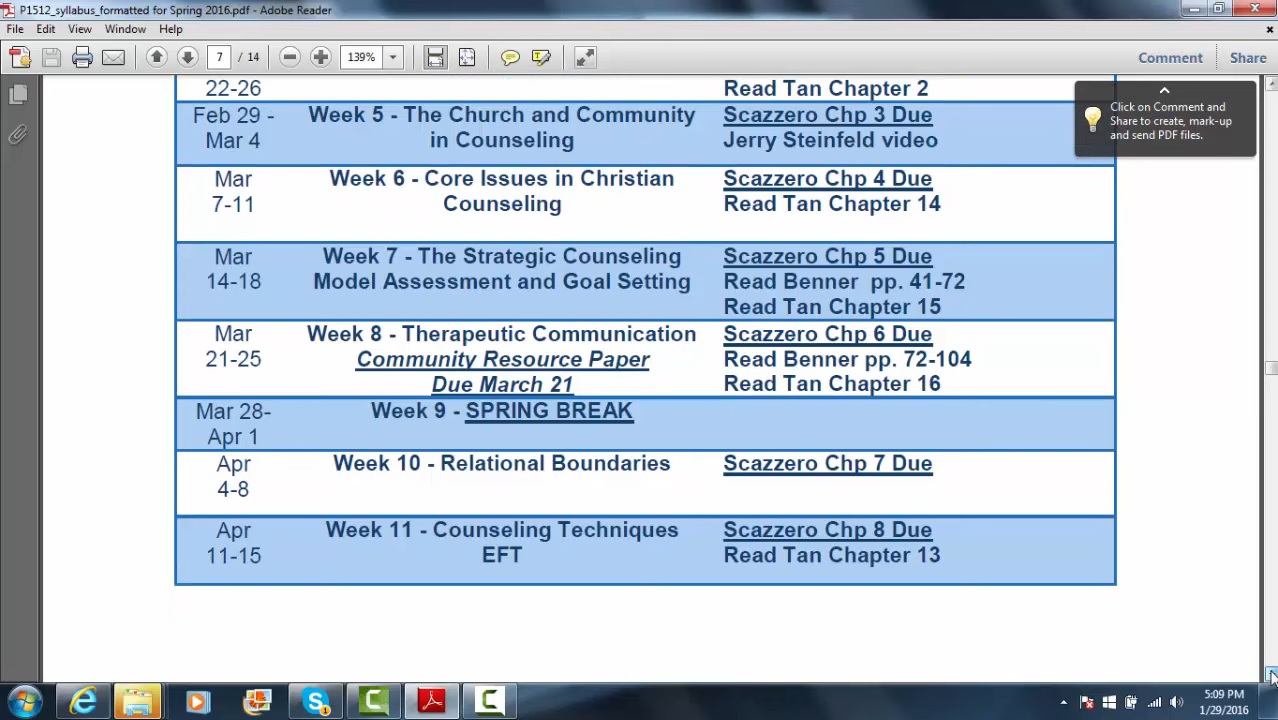 P1512_syllabus_formatted for Spring 2016.pdf - Adobe Reader
File Edit View Window Help
7 / 14 139% Comment Share
Click on Comment and
Share to create, mark-up
and send PDF files.
22-26 Read Tan Chapter 2
Feb 29 - Week 5 - The Church and Community Scazzero Chp 3 Due
Mar 4 in Counseling Jerry Steinfeld video
Mar Week 6 - Core Issues in Christian Scazzero Chp 4 Due
7-11 Counseling Read Tan Chapter 14
Mar Week 7 - The Strategic Counseling Scazzero Chp 5 Due
14-18 Model Assessment and Goal Setting Read Benner pp. 41-72
Read Tan Chapter 15
Mar Week 8 - Therapeutic Communication Scazzero Chp 6 Due
21-25 Community Resource Paper Read Benner pp. 72-104
Due March 21 Read Tan Chapter 16
Mar 28- Week 9 - SPRING BREAK
Apr 1
Apr Week 10 - Relational Boundaries Scazzero Chp 7 Due
4-8
Apr Week 11 - Counseling Techniques Scazzero Chp 8 Due
11-15 EFT Read Tan Chapter 13
5:09 PM
1/29/2016